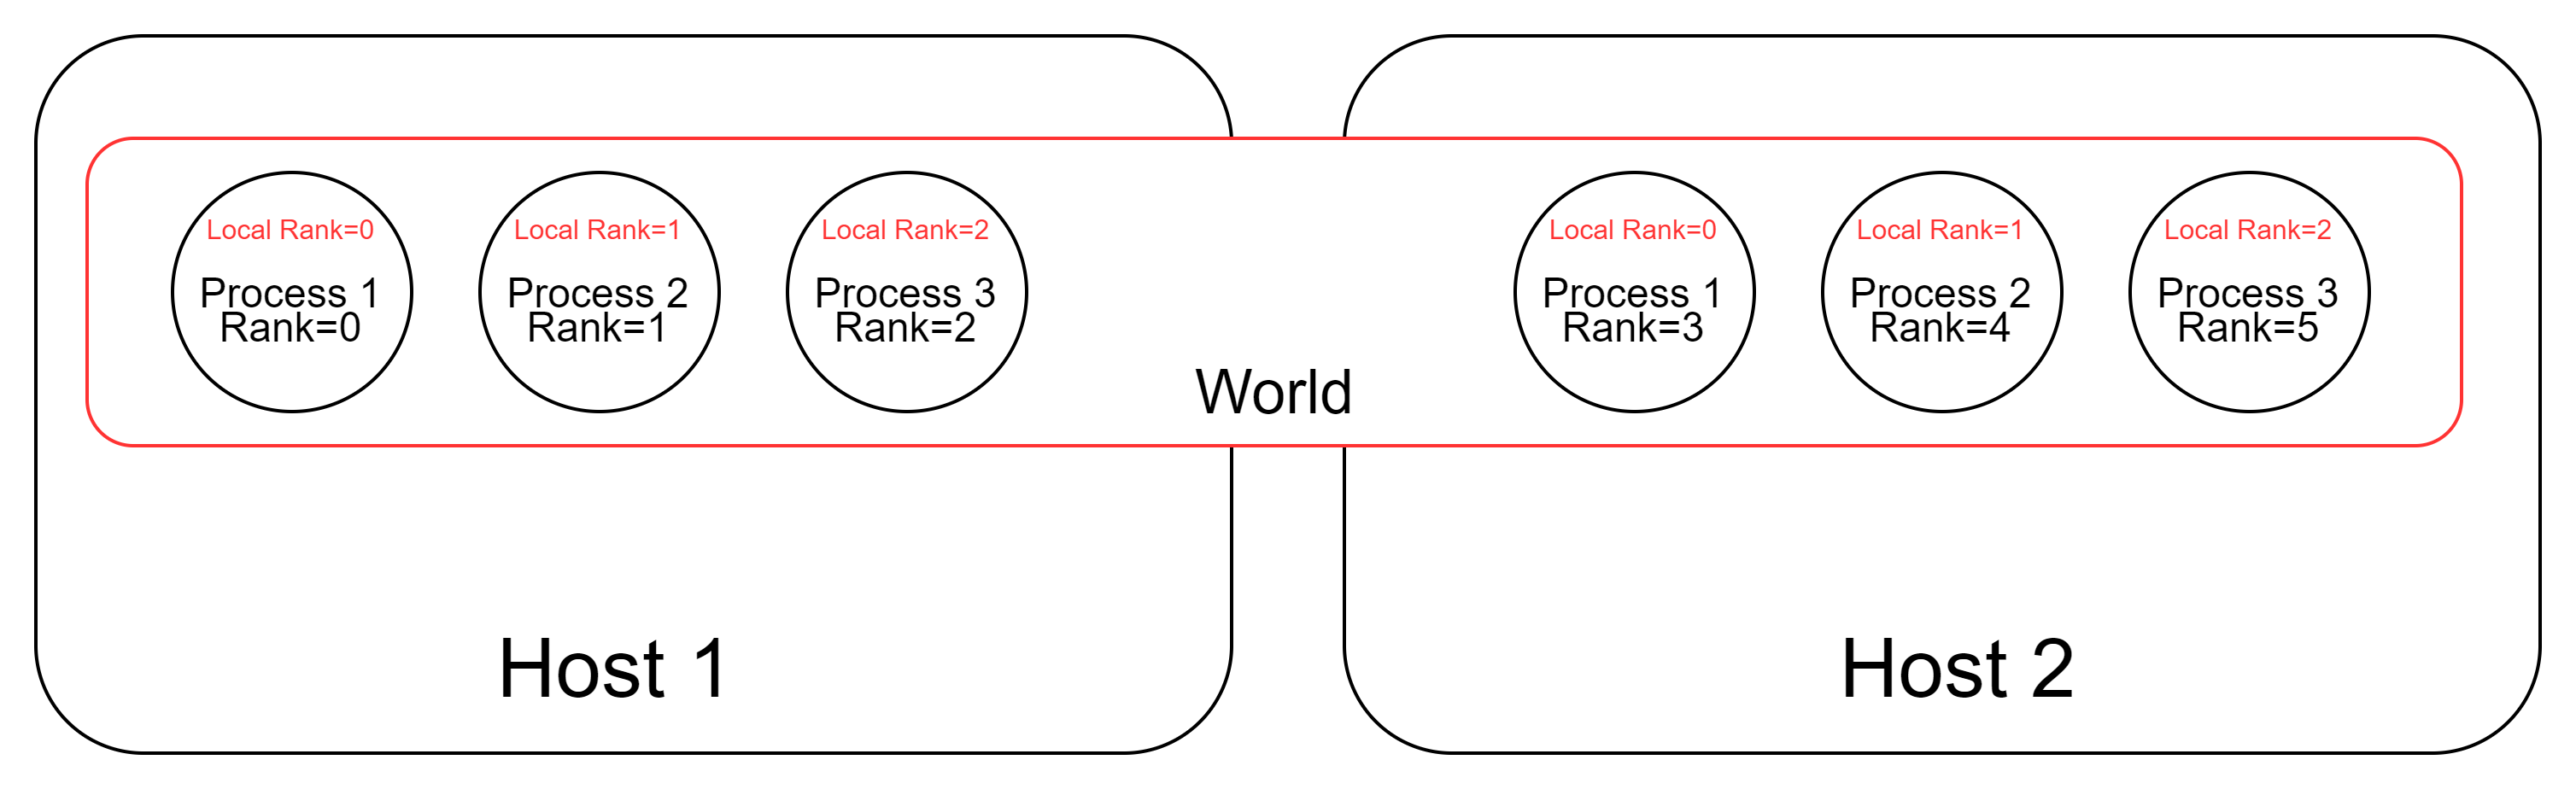 Local Rank=0
Process 1
Rank=0
Local Rank=1
Process 2
Rank=1
Local Rank=2
Process 3
Rank=2
World
Local Rank=0
Process 1
Rank=3
Local Rank=1
Process 2
Rank=4
Local Rank=2
Process 3
Rank=5
Host 1
Host 2